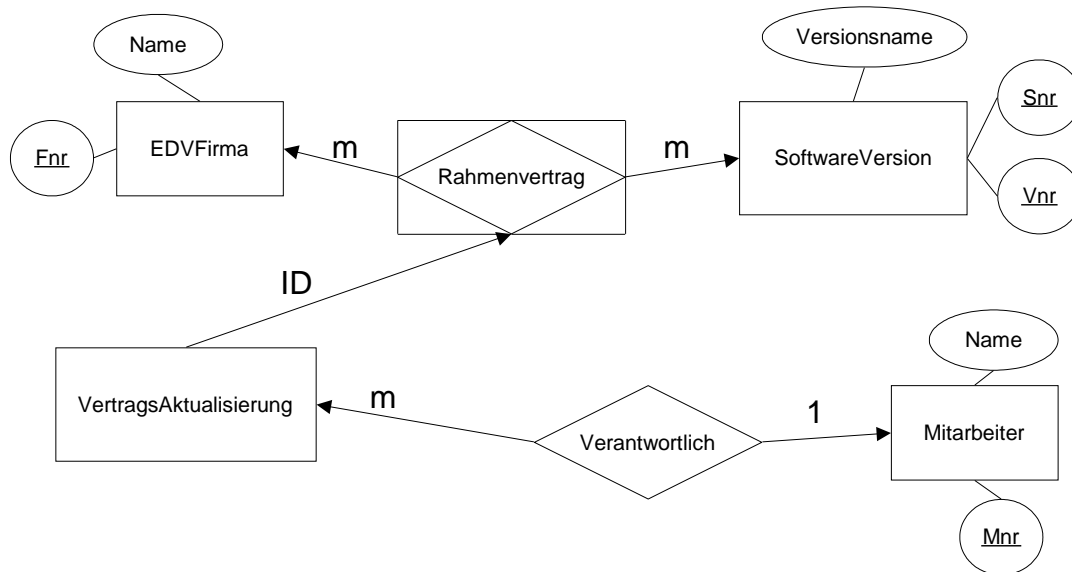 Name
Versionsname
Fnr
EDVFirma
m
Rahmenvertrag
m
SoftwareVersion
Snr
Vnr
ID
Name
VertragsAktualisierung
m
Verantwortlich
1
Mitarbeiter
Mnr